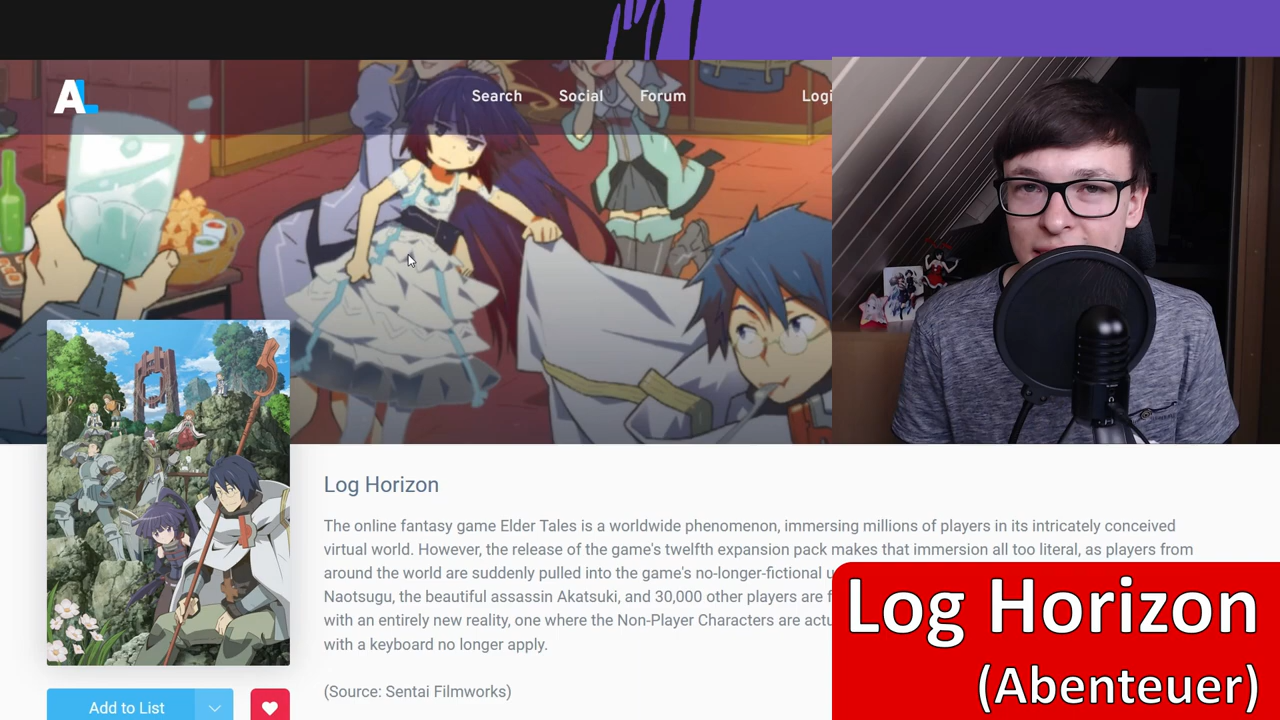 AL
Search Social Forum Logi
Log Horizon
The online fantasy game Elder Tales is a worldwide phenomenon, immersing millions of players in its intricately conceived
virtual world. However, the release of the game's twelfth expansion pack makes that immersion all too literal, as players from
around the world are suddenly pulled into the game's no-longer-fictional u
Naotsugu, the beautiful assassin Akatsuki, and 30,000 other players are f
with an entirely new reality, one where the Non-Player Characters are actu
with a keyboard no longer apply.
(Source: Sentai Filmworks)
Add to List
Log Horizon
(Abenteuer)